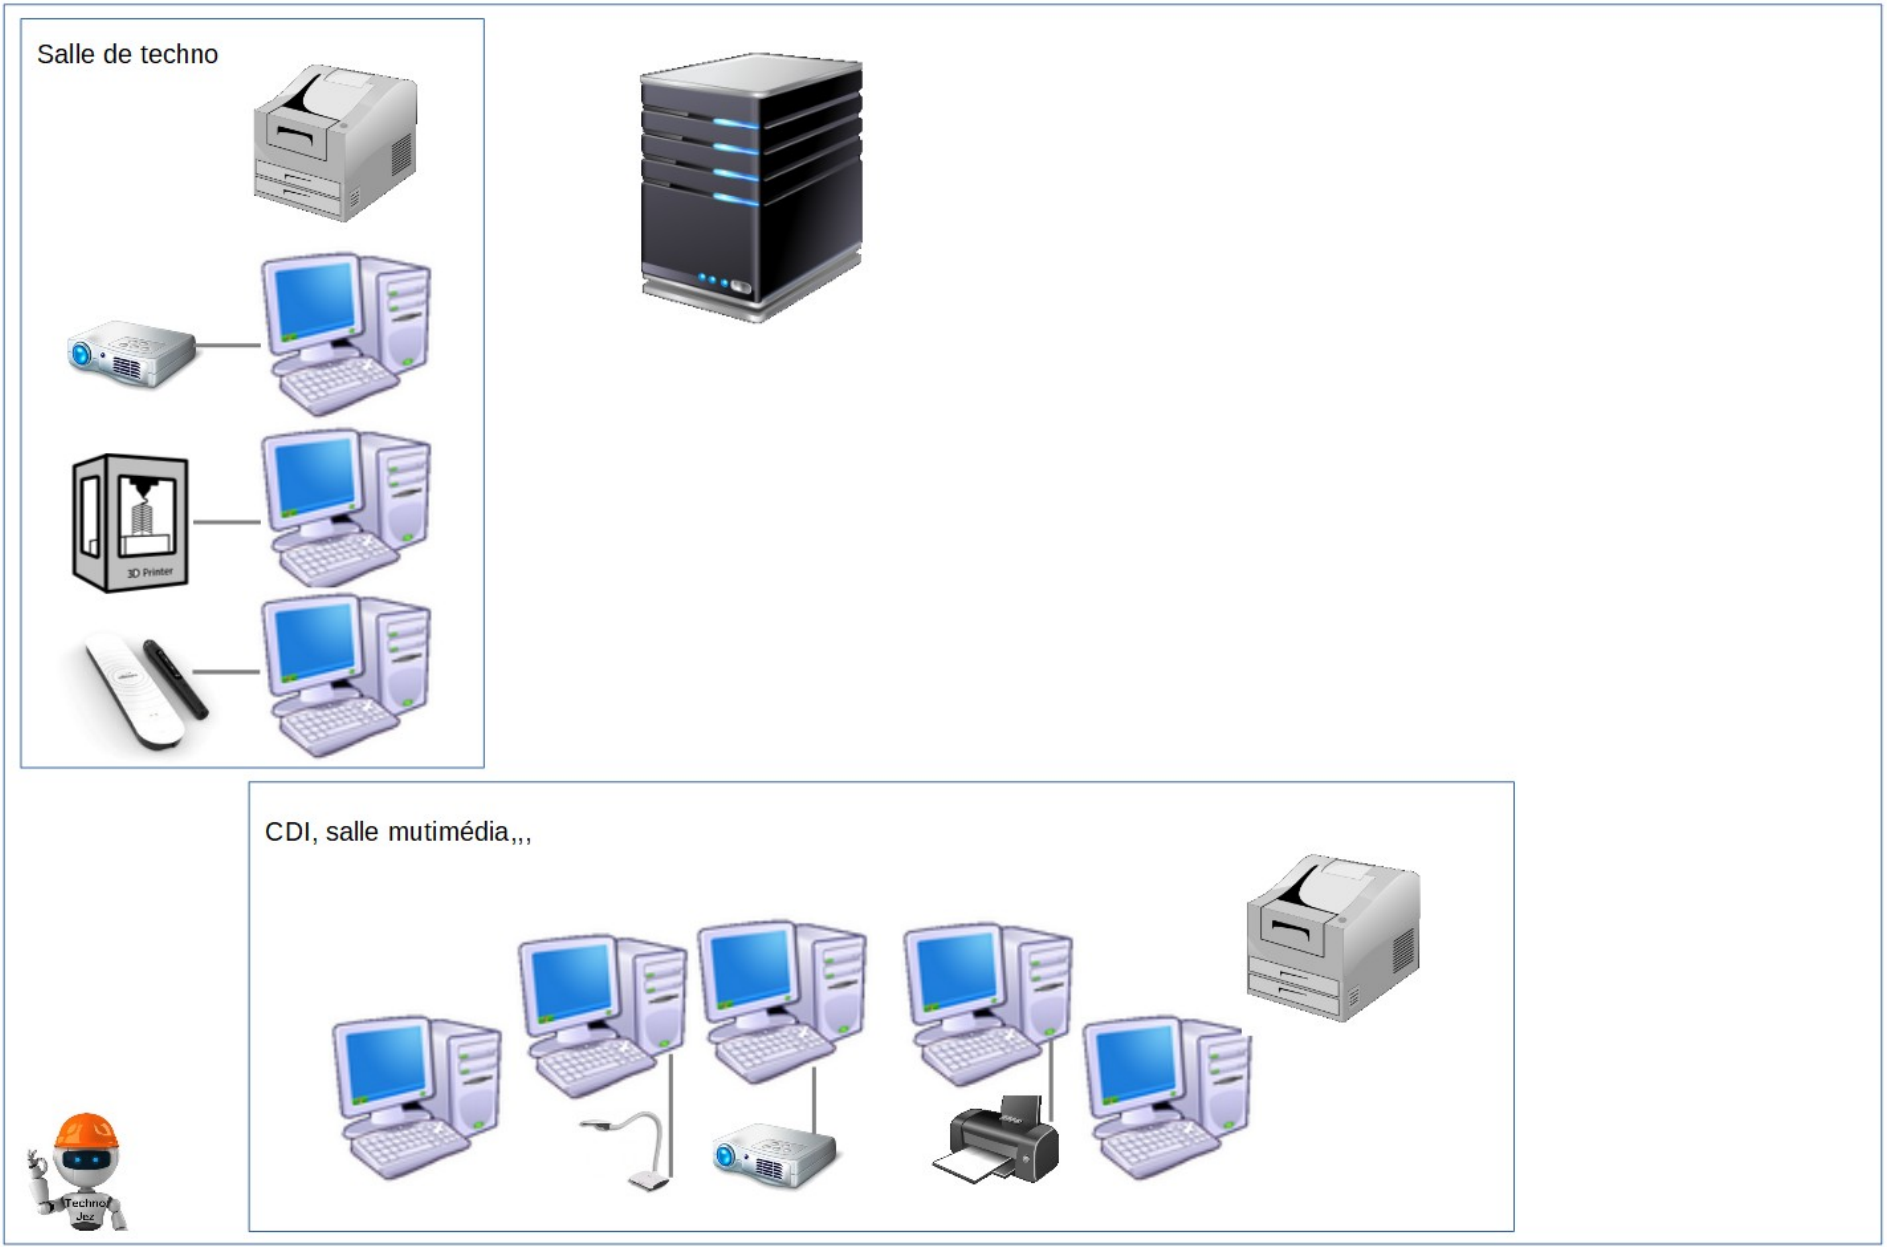 Salle de techno
3D Printer
CDI, salle mutimédia,,,
Techno
Jez